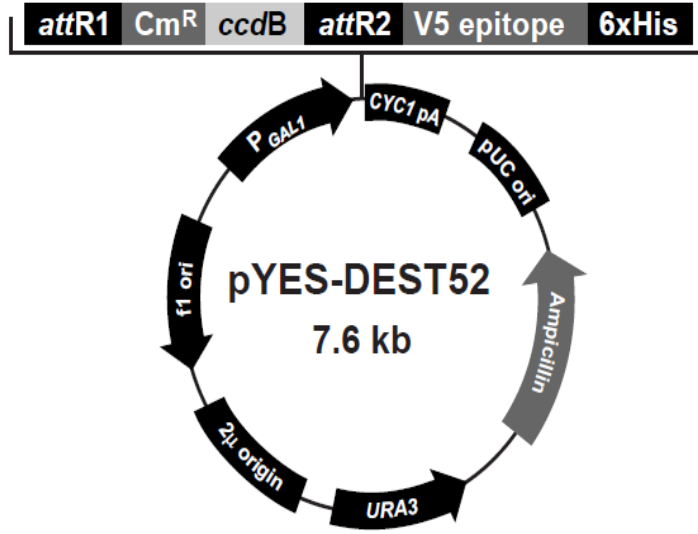 attR1 CmR ccdB attR2 V5 epitope 6xHis
PGAL1
CYC1 pA
pUC ori
Ampicillin
URA3
2μ origin
f1 ori
pYES-DEST52
7.6 kb